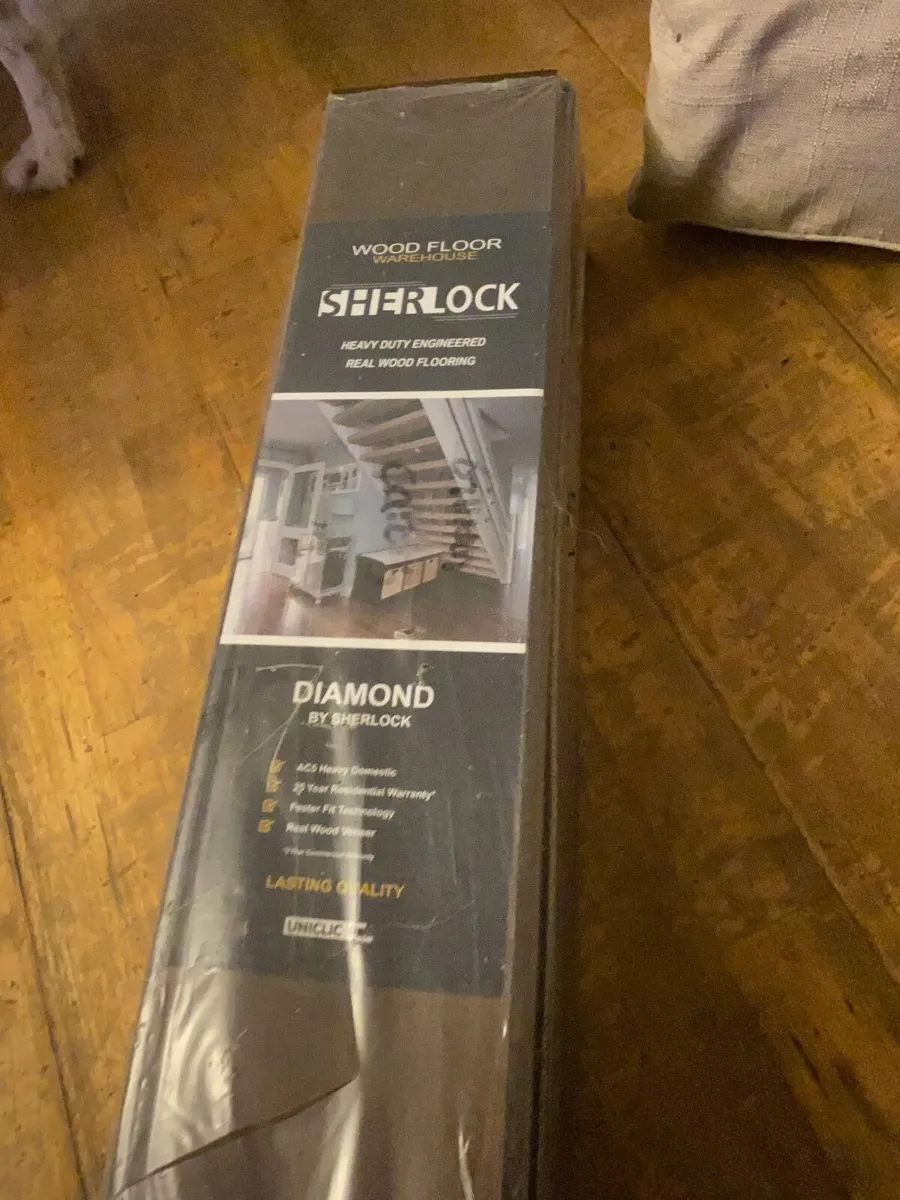 WOOD FLOOR
WAREHOUSE
SHERLOCK
HEAVY DUTY ENGINEERED
REAL WOOD FLOORING
DIAMOND
BY SHERLOCK
AC5 Heavy Domestic
25 Year Residential Warranty*
Faster Fit Technology
Real Wood Veneer
LASTING QUALITY
UNICLIC